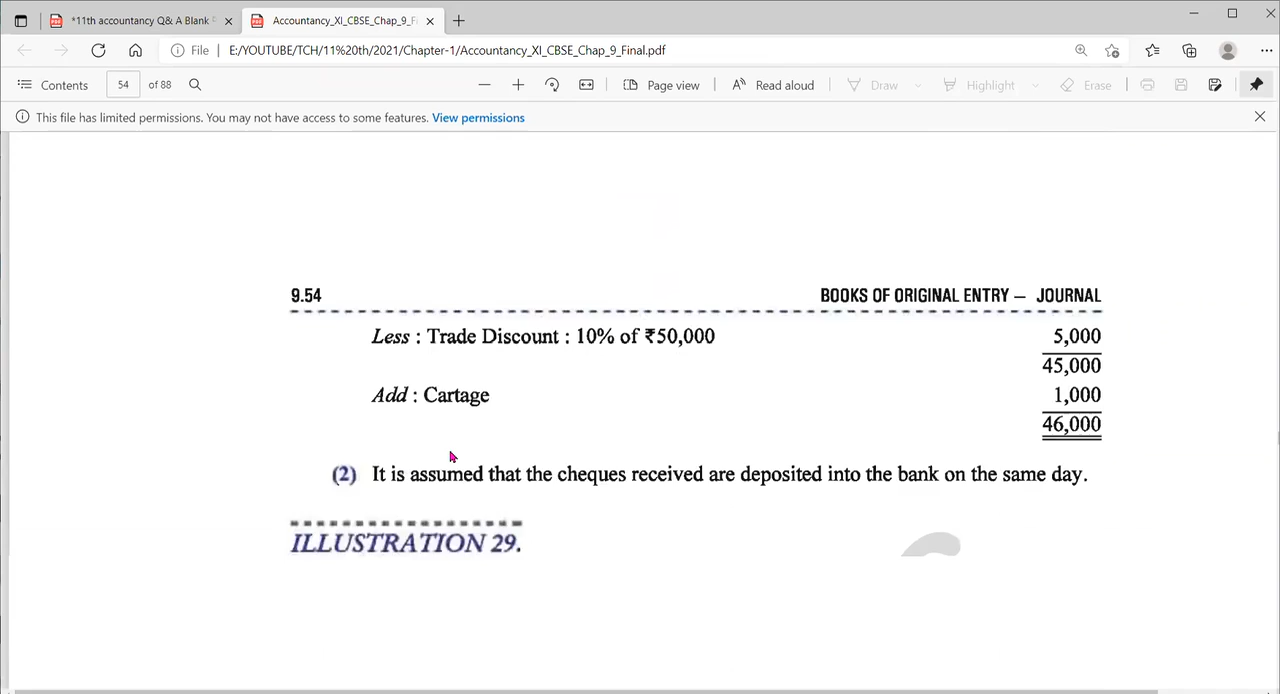 *11th accountancy Q& A Blank
Accountancy_XI_CBSE_Chap_9_Fi
File E:/YOUTUBE/TCH/11%20th/2021/Chapter-1/Accountancy_XI_CBSE_Chap_9_Final.pdf
Contents 54 of 88 Page view Read aloud Draw Highlight Erase
This file has limited permissions. You may not have access to some features. View permissions
9.54 BOOKS OF ORIGINAL ENTRY – JOURNAL
Less : Trade Discount : 10% of ₹50,000 5,000
45,000
Add : Cartage 1,000
46,000
(2) It is assumed that the cheques received are deposited into the bank on the same day.
ILLUSTRATION 29.